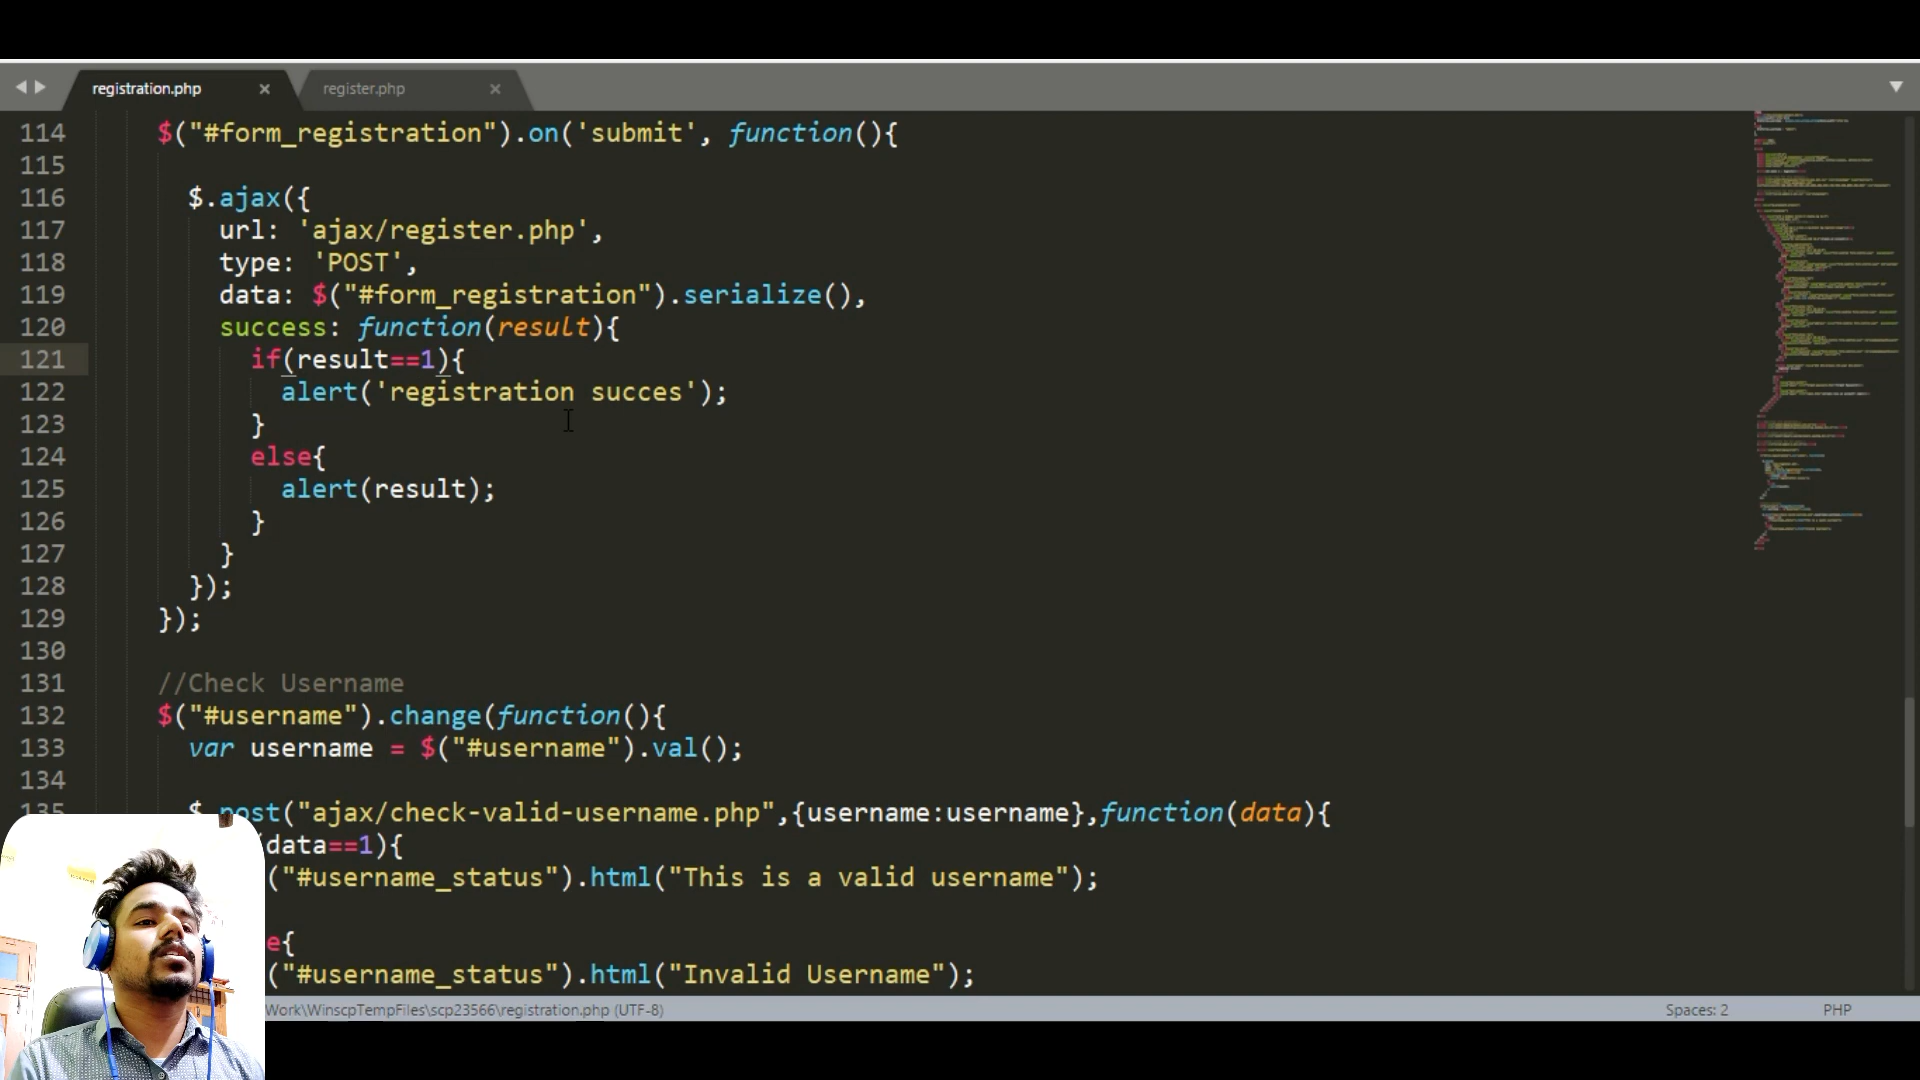 registration.php
register.php
114 $("#form_registration").on('submit', function(){
115
116 $.ajax({
117 url: 'ajax/register.php',
118 type: 'POST',
119 data: $("#form_registration").serialize(),
120 success: function(result){
121 if(result==1){
122 alert('registration succes');
123 }
124 else{
125 alert(result);
126 }
127 }
128 });
129 });
130
131 //Check Username
132 $("#username").change(function(){
133 var username = $("#username").val();
134
135 $.post("ajax/check-valid-username.php",{username:username},function(data){
data==1){
("#username_status").html("This is a valid username");
e{
("#username_status").html("Invalid Username");
Work\WinscpTempFiles\scp23566\registration.php (UTF-8) Spaces: 2 PHP